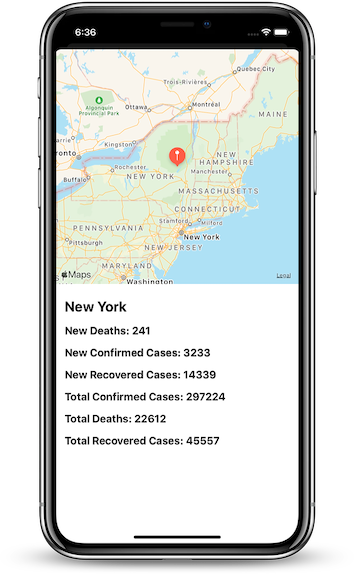 6:36
Quebec City
Trois-Rivières
Algonquin
Provincial Park
Ottawa
Montréal
MAINE
Kingston
ronto
Rochester
NEW
HAMPSHIRE
Manchester
Buffalo
NEW YORK
MASSACHUSETTS
CONNECTICUT
Stamford
Milford
PENNSYLVANIA
New York
Pittsburgh
NEW JERSEY
MARYLAND
Maps
Washington
Legal
New York
New Deaths: 241
New Confirmed Cases: 3233
New Recovered Cases: 14339
Total Confirmed Cases: 297224
Total Deaths: 22612
Total Recovered Cases: 45557